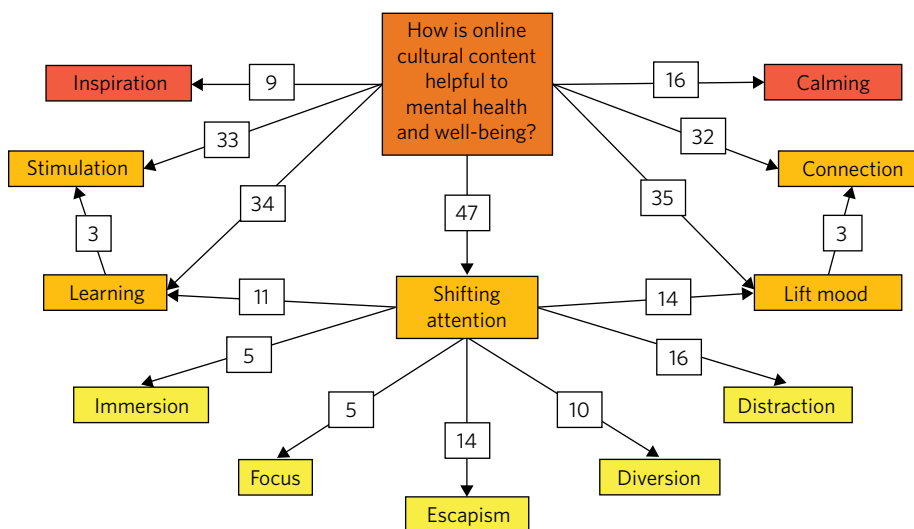 How is online
cultural content
helpful to
mental health
and well-being?
Inspiration
9
16
Calming
33
32
Stimulation
Connection
34
47
35
3
3
Learning
11
Shifting
attention
14
Lift mood
5
16
Immersion
5
14
10
Distraction
Focus
Diversion
Escapism